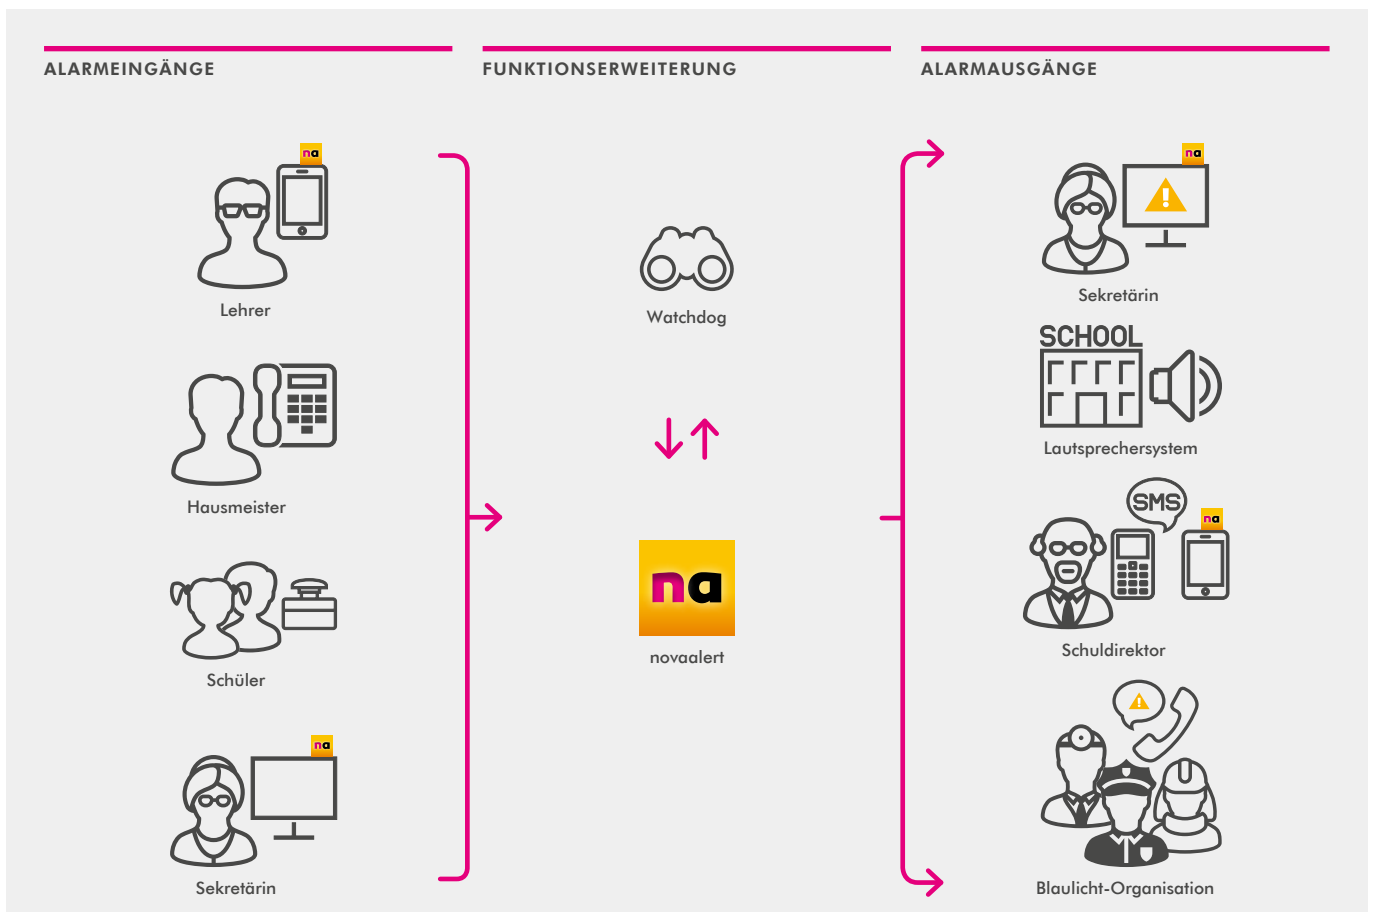 ALARMEINGÄNGE
FUNKTIONSERWEITERUNG
ALARMAUSGÄNGE
na
Lehrer
Hausmeister
Schüler
na
Sekretärin
Watchdog
na
novaalert
na
Sekretärin
SCHOOL
Lautsprechersystem
SMS
na
Schuldirektor
Blaulicht-Organisation